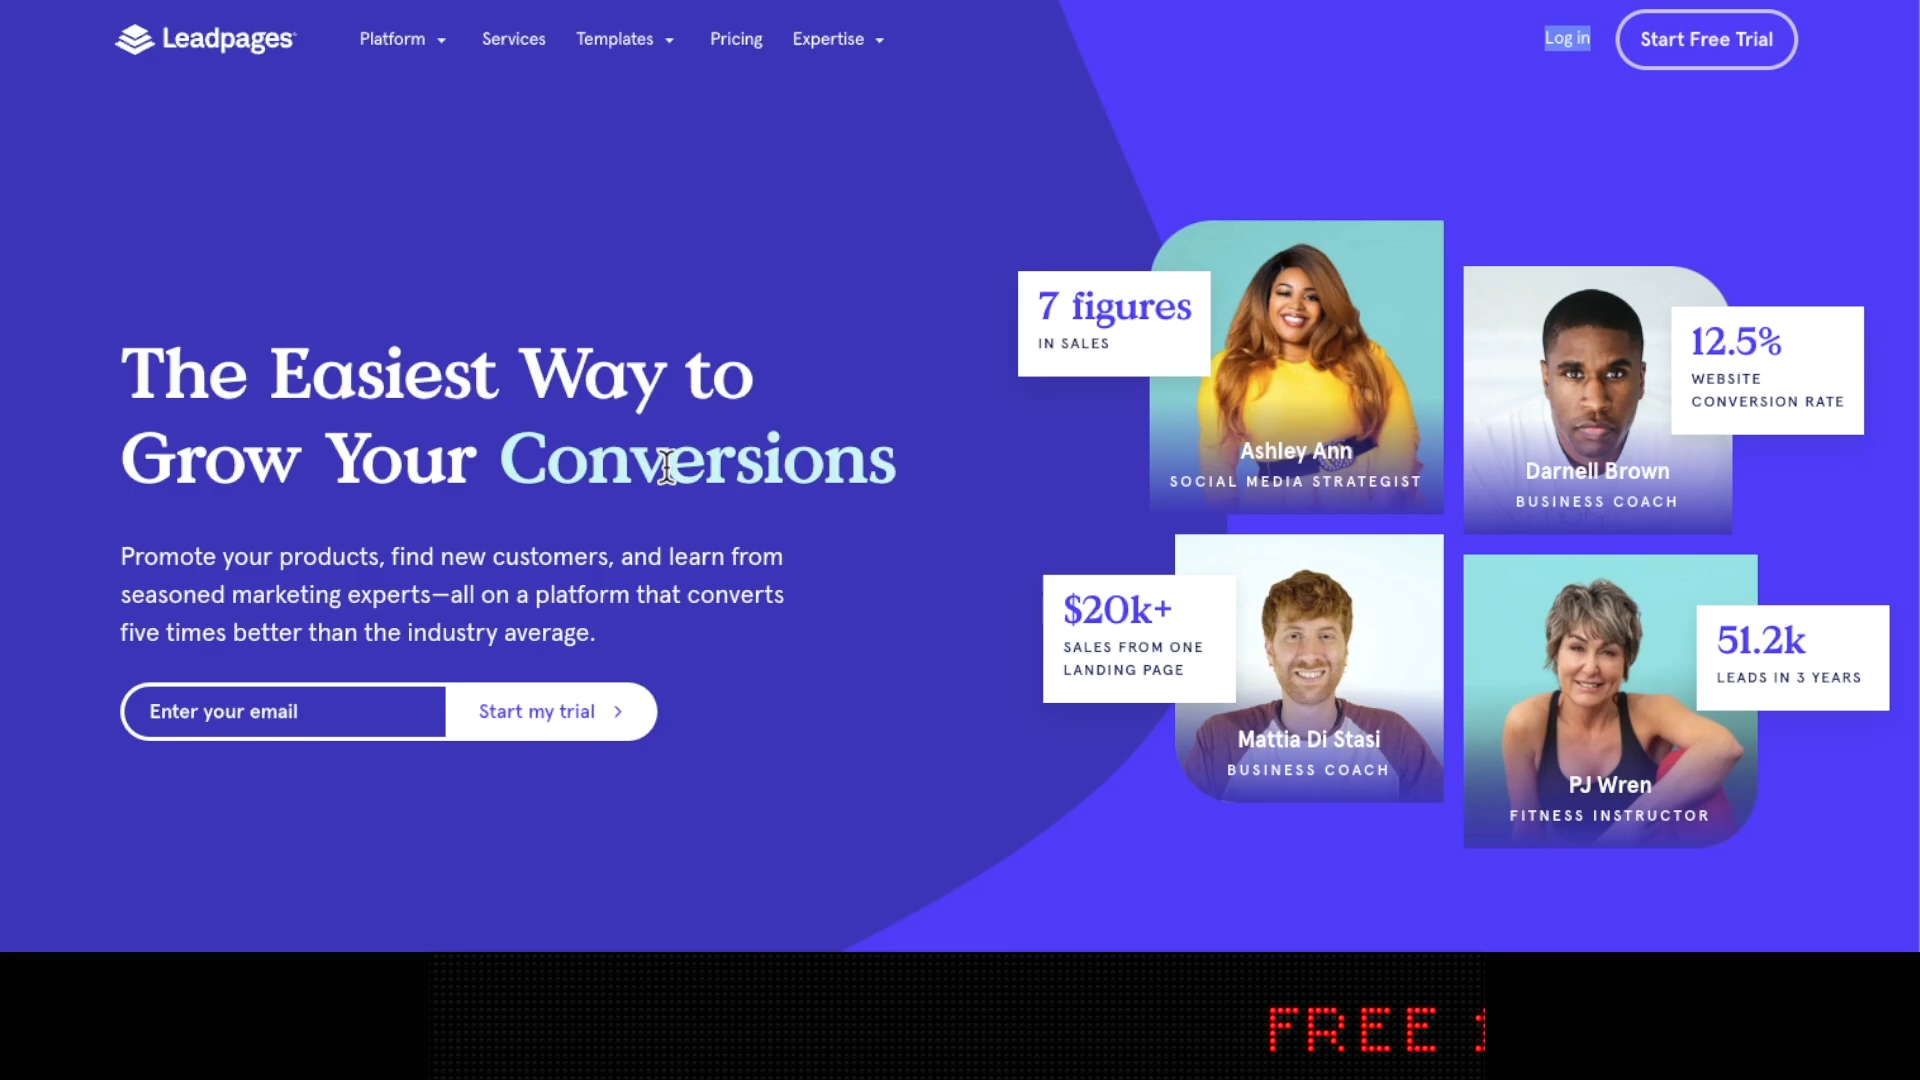 Leadpages
Platform
Services
Templates
Pricing
Expertise
Log in
Start Free Trial
The Easiest Way to
Grow Your Conversions
Promote your products, find new customers, and learn from
seasoned marketing experts—all on a platform that converts
five times better than the industry average.
Enter your email
Start my trial
7 figures
IN SALES
Ashley Ann
SOCIAL MEDIA STRATEGIST
12.5%
WEBSITE
CONVERSION RATE
Darnell Brown
BUSINESS COACH
$20k+
SALES FROM ONE
LANDING PAGE
Mattia Di Stasi
BUSINESS COACH
51.2k
LEADS IN 3 YEARS
PJ Wren
FITNESS INSTRUCTOR
FREE